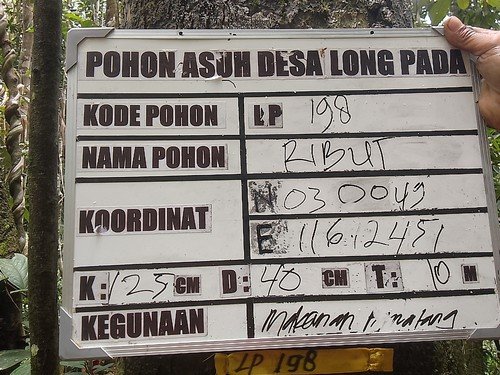 POHON ASUH DESA LONG PADA
KODE POHON LP 198
NAMA POHON RIBUT
KOORDINAT N 03 0049
E 116.12451
K: 125 CM D: 40 CM T: 10 M
KEGUNAAN makanan
LP 198